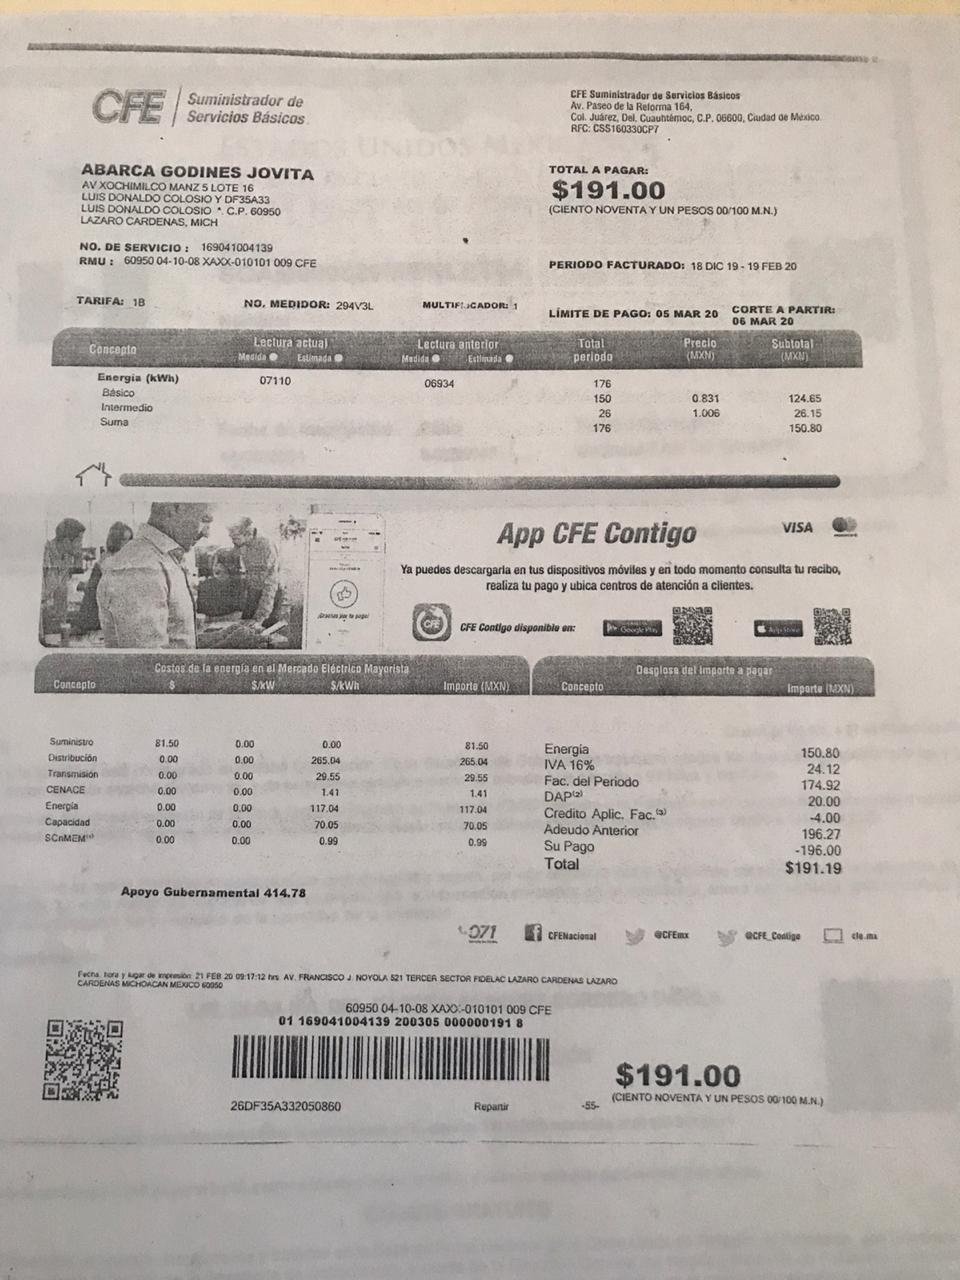 CFE Suministrador de
Servicios Básicos
CFE Suministrador de Servicios Básicos
Av. Paseo de la Reforma 164,
Col. Juárez, Del. Cuauhtémoc, C.P. 06600, Ciudad de México.
RFC: CSS160330CP7
ABARCA GODINES JOVITA
AV XOCHIMILCO MANZ 5 LOTE 16
LUIS DONALDO COLOSIO Y DF35A33
LUIS DONALDO COLOSIO *. C.P. 60950
LAZARO CARDENAS, MICH
TOTAL A PAGAR:
$191.00
(CIENTO NOVENTA Y UN PESOS 00/100 M.N.)
NO. DE SERVICIO : 169041004139
RMU : 60950 04-10-08 XAXX-010101 009 CFE
PERIODO FACTURADO: 18 DIC 19 - 19 FEB 20
TARIFA: 1B NO. MEDIDOR: 294V3L MULTIPLICADOR: 1
LÍMITE DE PAGO: 05 MAR 20 CORTE A PARTIR:
06 MAR 20
Concepto Lectura actual Lectura anterior Total Precio Subtotal
Medida Estimada Medida Estimada periodo (MXN) (MXN)
Energía (kWh) 07110 06934 176
Básico 150 0.831 124.65
Intermedio 26 1.006 26.15
Suma 176 150.80
App CFE Contigo VISA
Ya puedes descargarla en tus dispositivos móviles y en todo momento consulta tu recibo,
realiza tu pago y ubica centros de atención a clientes.
¡Gracias por tu pago!
CFE CFE Contigo disponible en: Google Play App Store
Costos de la energía en el Mercado Eléctrico Mayorista
Concepto $ $/kW $/kWh Importe (MXN)
Suministro 81.50 0.00 0.00 81.50
Distribución 0.00 0.00 265.04 265.04
Transmisión 0.00 0.00 29.55 29.55
CENACE 0.00 0.00 1.41 1.41
Energía 0.00 0.00 117.04 117.04
Capacidad 0.00 0.00 70.05 70.05
SCnMEM(1) 0.00 0.00 0.99 0.99
Desglose del importe a pagar
Concepto Importe (MXN)
Energía 150.80
IVA 16% 24.12
Fac. del Periodo 174.92
DAP(2) 20.00
Credito Aplic. Fac.(3) -4.00
Adeudo Anterior 196.27
Su Pago -196.00
Total $191.19
Apoyo Gubernamental 414.78
071 CFENacional @CFEmx @CFE_Contigo cfe.mx
Fecha, hora y lugar de impresión: 21 FEB 20 09:17:12 hrs. AV. FRANCISCO J. NOYOLA 521 TERCER SECTOR FIDELAC LAZARO CARDENAS LAZARO
CARDENAS MICHOACAN MEXICO 60950
60950 04-10-08 XAXX-010101 009 CFE
01 169041004139 200305 000000191 8
$191.00
(CIENTO NOVENTA Y UN PESOS 00/100 M.N.)
26DF35A332050860 Repartir -55-